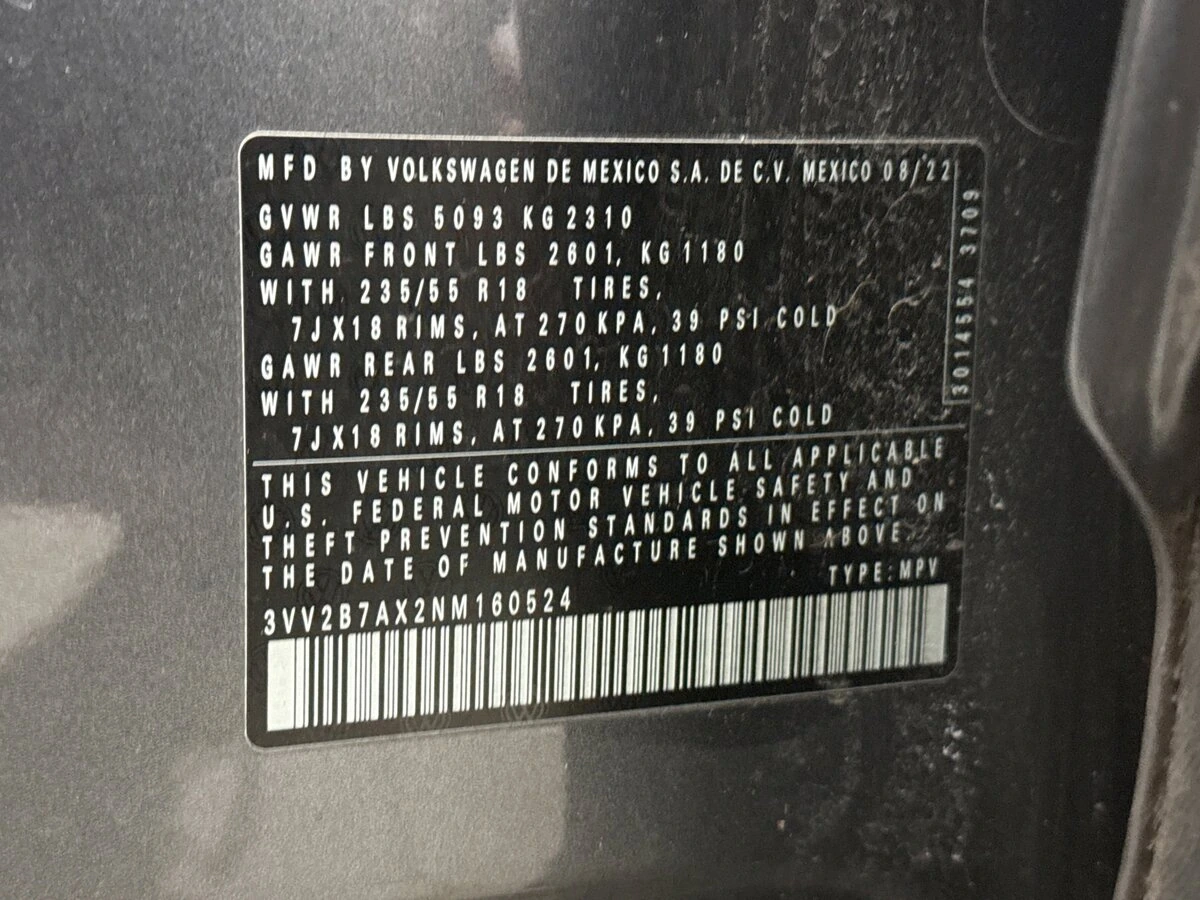 MFD BY VOLKSWAGEN DE MEXICO S.A. DE C.V. MEXICO 08/22
GVWR LBS 5093 KG 2310
GAWR FRONT LBS 2601, KG 1180
WITH 235/55 R18 TIRES,
7J X18 RIMS, AT 270 KPA, 39 PSI COLD
GAWR REAR LBS 2601, KG 1180
WITH 235/55 R18 TIRES,
7J X18 RIMS, AT 270 KPA, 39 PSI COLD
3014554 3709
THIS VEHICLE CONFORMS TO ALL APPLICABLE
U.S. FEDERAL MOTOR VEHICLE SAFETY AND
THEFT PREVENTION STANDARDS IN EFFECT ON
THE DATE OF MANUFACTURE SHOWN ABOVE.
TYPE: MPV
3VV2B7AX2NM160524